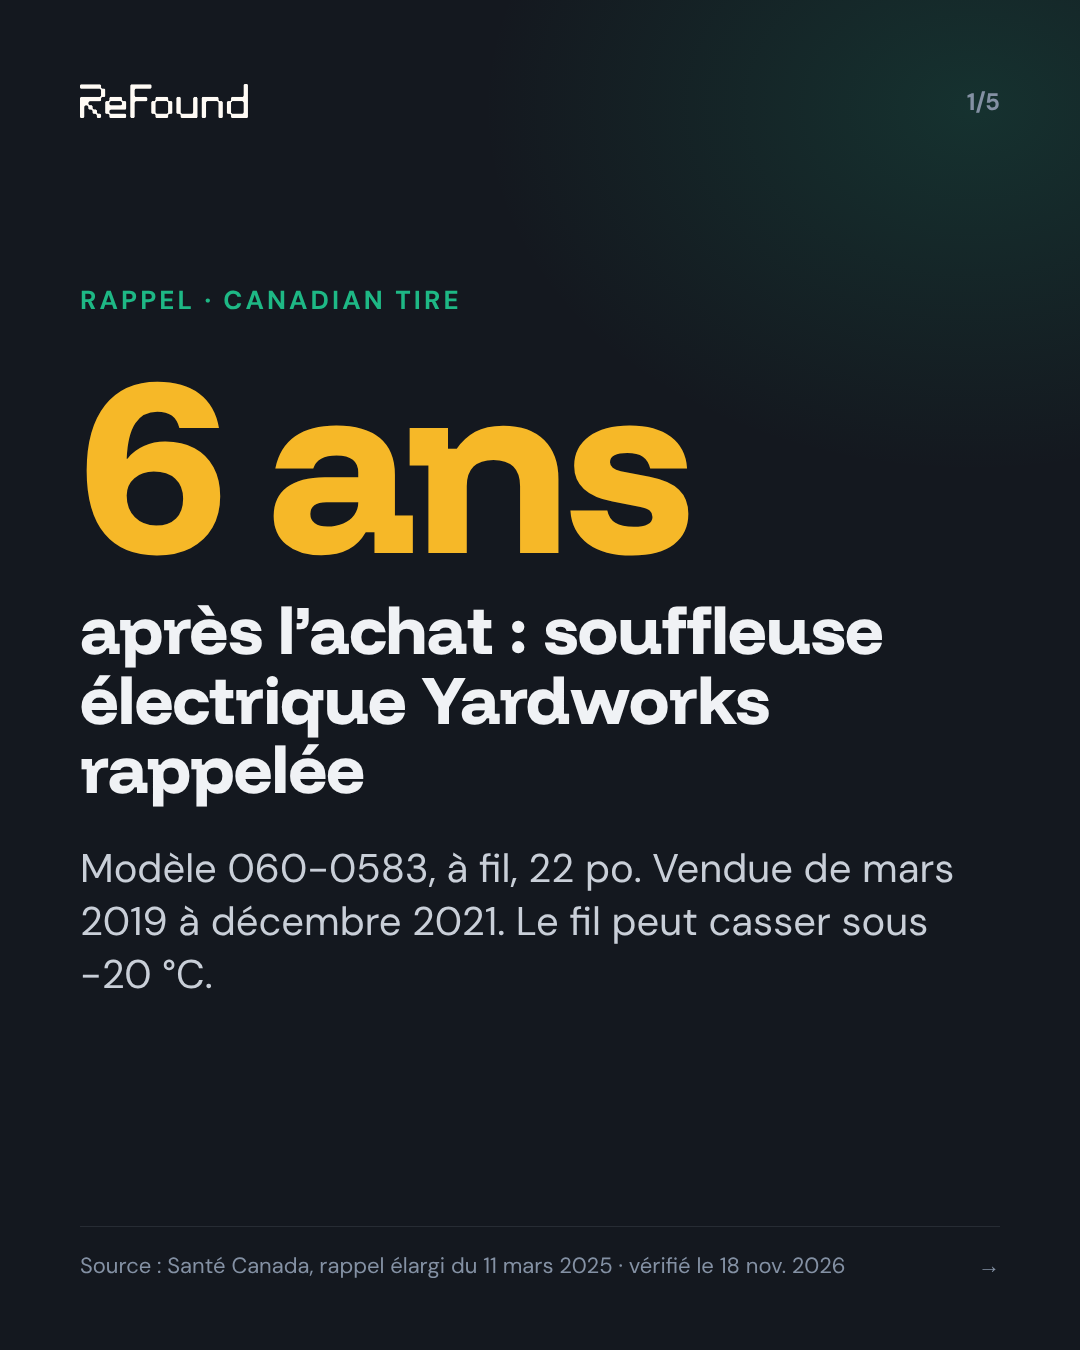 ReFound
1/5
RAPPEL · CANADIAN TIRE
6 ans
après l’achat : souffleuse
électrique Yardworks
rappelée
Modèle 060-0583, à fil, 22 po. Vendue de mars
2019 à décembre 2021. Le fil peut casser sous
−20 °C.
Source : Santé Canada, rappel élargi du 11 mars 2025 · vérifié le 18 nov. 2026 →